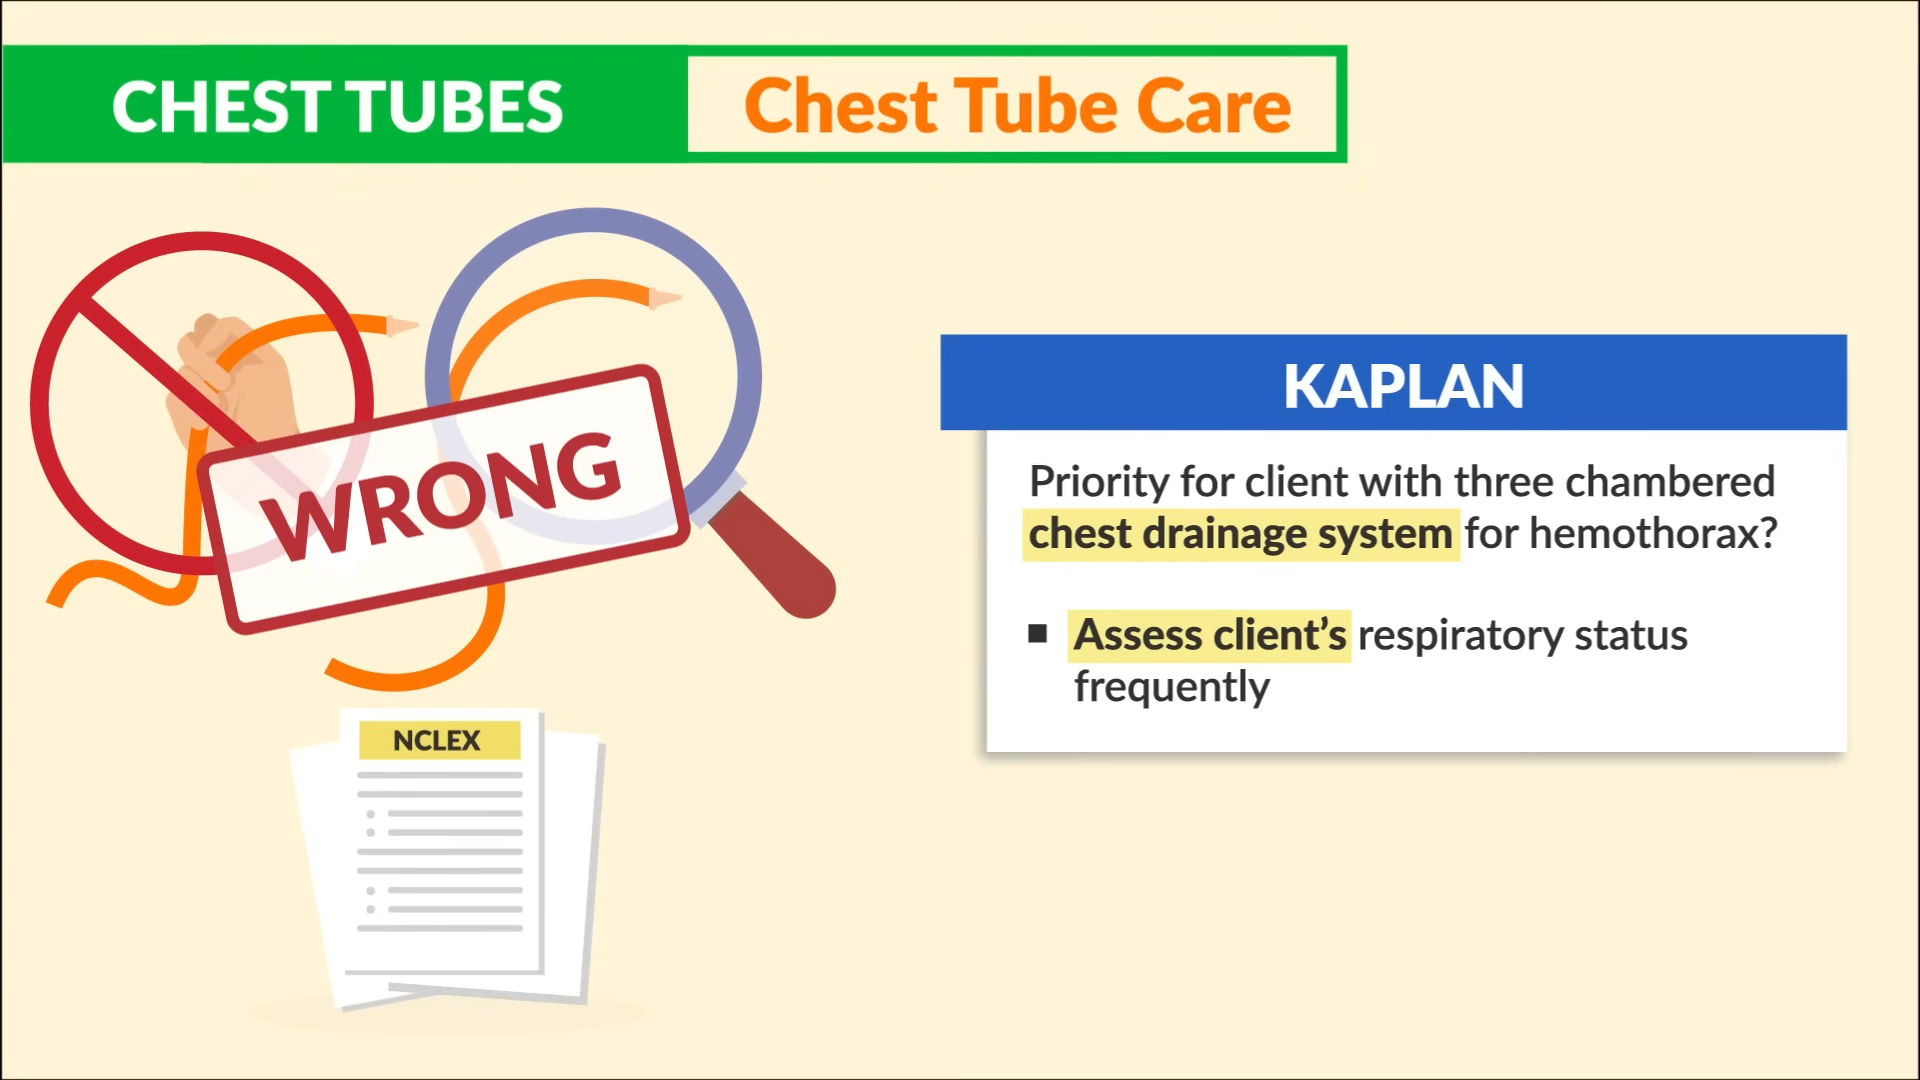 CHEST TUBES
Chest Tube Care
WRONG
NCLEX
KAPLAN
Priority for client with three chambered
chest drainage system for hemothorax?
▪ Assess client’s respiratory status
frequently